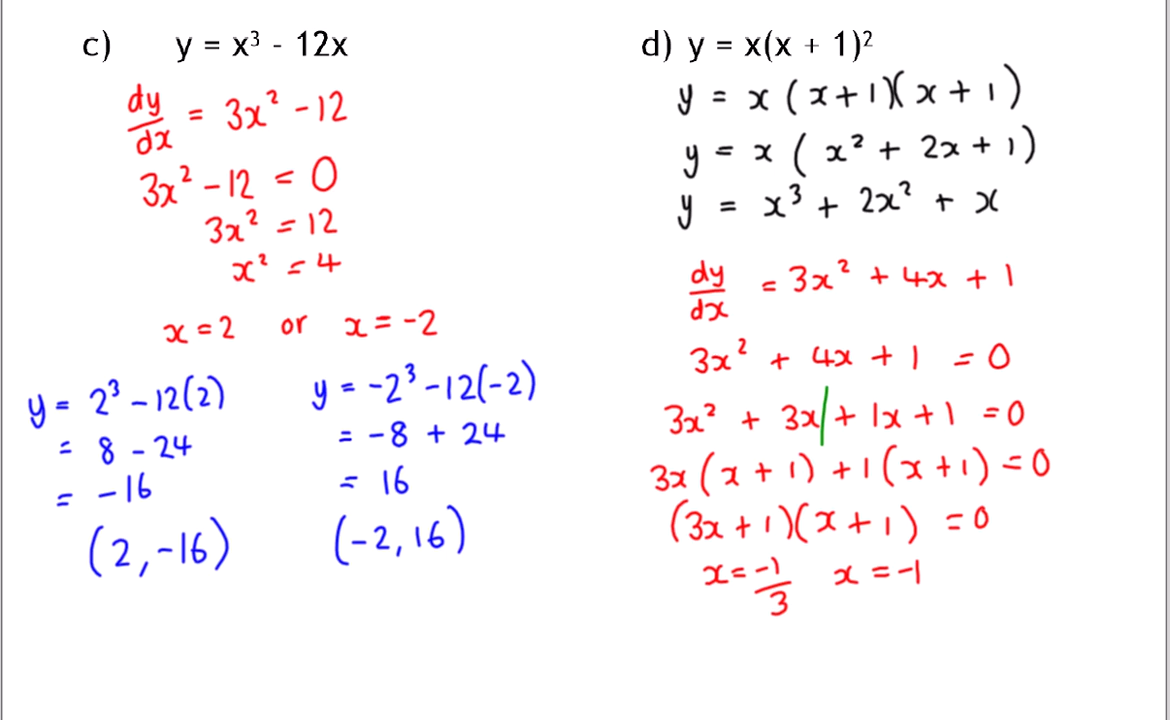 c) y = x³ - 12x
dy/dx = 3x² - 12
3x² - 12 = 0
3x² = 12
x² = 4
x = 2 or x = -2
y = 2³ - 12(2)
= 8 - 24
= -16
(2, -16)
y = -2³ - 12(-2)
= -8 + 24
= 16
(-2, 16)
d) y = x(x + 1)²
y = x(x+1)(x+1)
y = x(x² + 2x + 1)
y = x³ + 2x² + x
dy/dx = 3x² + 4x + 1
3x² + 4x + 1 = 0
3x² + 3x | + 1x + 1 = 0
3x(x + 1) + 1(x + 1) = 0
(3x + 1)(x + 1) = 0
x = -1/3 x = -1